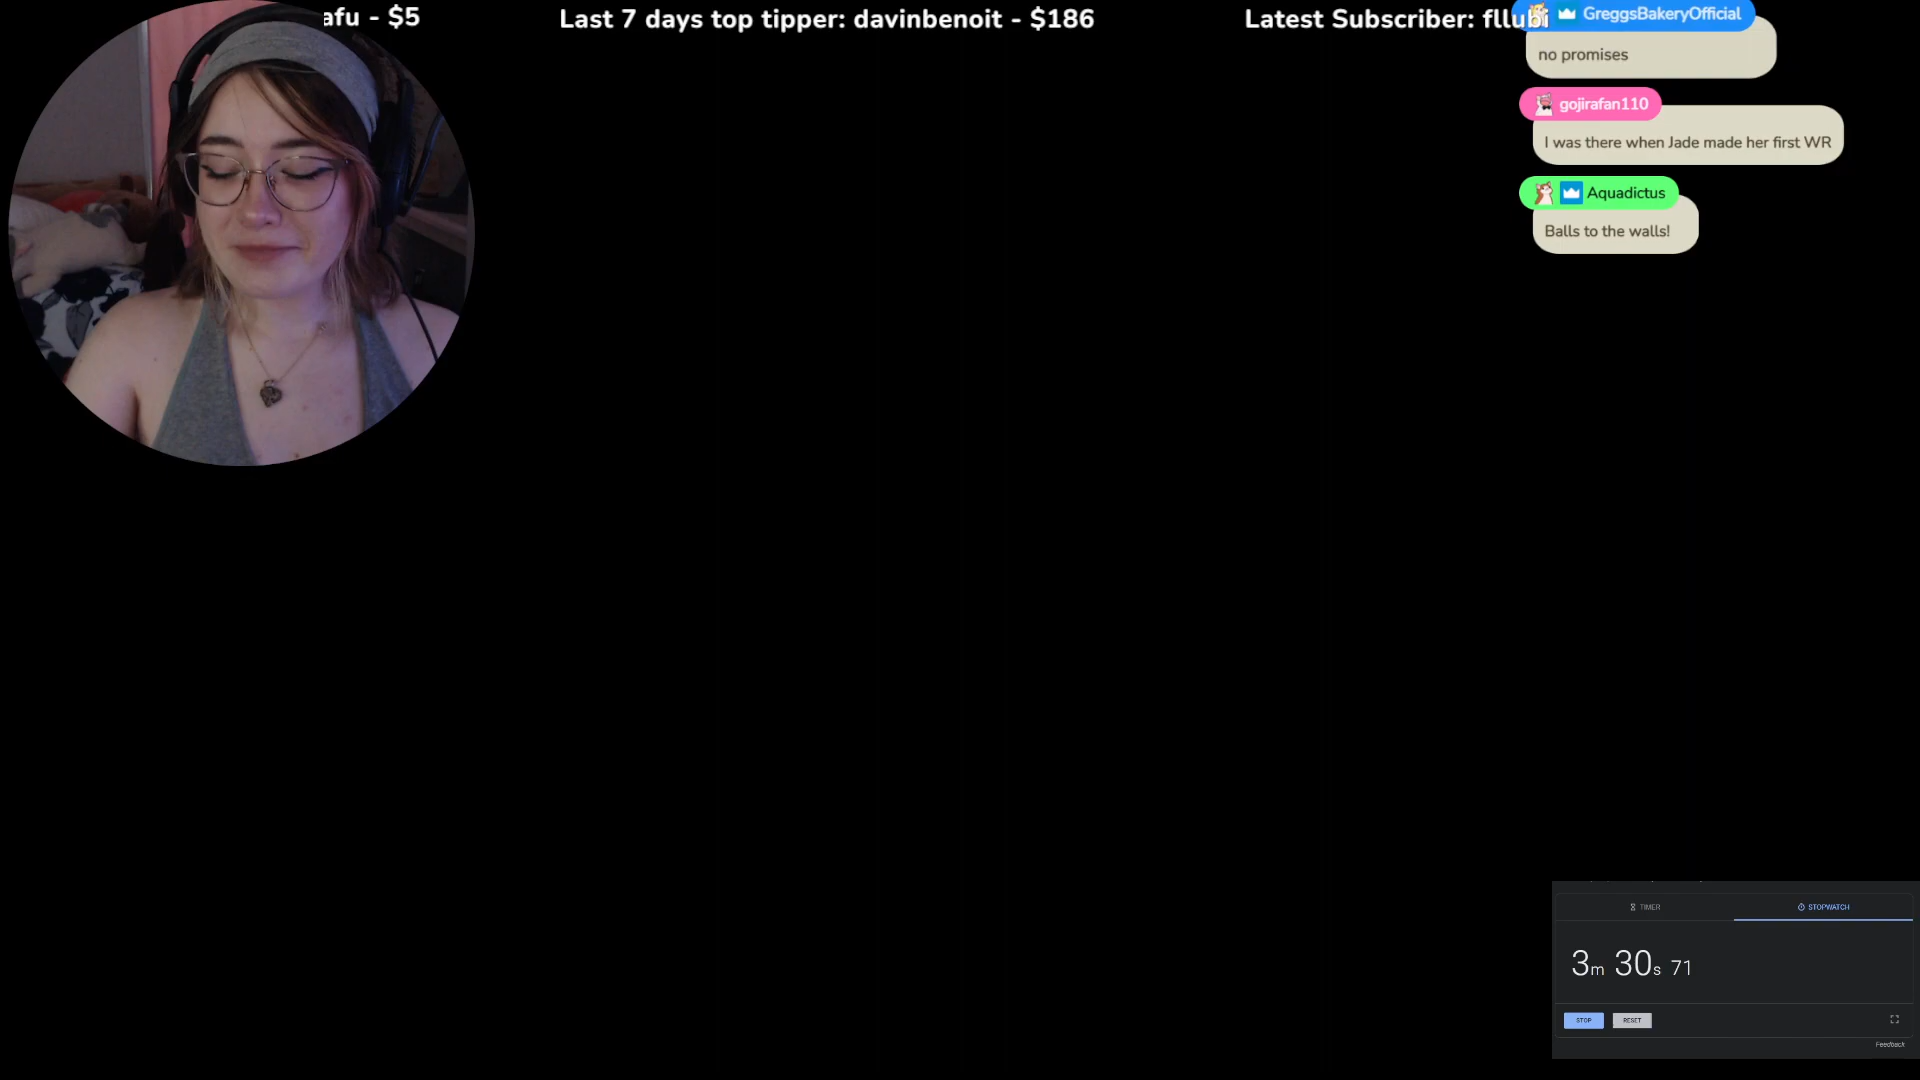 afu - $5
Last 7 days top tipper: davinbenoit - $186
Latest Subscriber: fllubi
GreggsBakeryOfficial
no promises
gojirafan110
I was there when Jade made her first WR
Aquadictus
Balls to the walls!
TIMER
STOPWATCH
3m 30s 71
STOP
RESET
Feedback